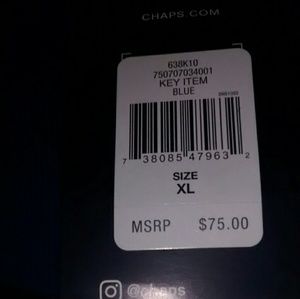 CHAPS.COM
638K10
750707034001
KEY ITEM
BLUE
7 38085 47963 2
SIZE
XL
MSRP $75.00
@chaps